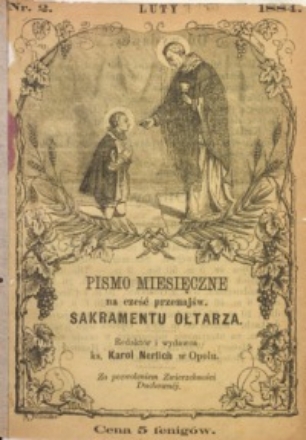 Nr. 2. LUTY 1884.
PISMO MIESIĘCZNE
na cześć przenajśw.
SAKRAMENTU OŁTARZA.
Redaktor i wydawca
ks. Karol Nerlich w Opolu.
Za pozwoleniem Zwierzchności
Duchownéj.
Cena 5 fenigów.